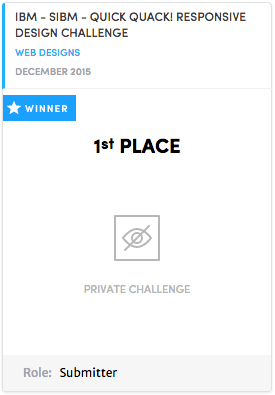 IBM - SIBM - QUICK QUACK! RESPONSIVE
DESIGN CHALLENGE
WEB DESIGNS
DECEMBER 2015
WINNER
1st PLACE
PRIVATE CHALLENGE
Role: Submitter